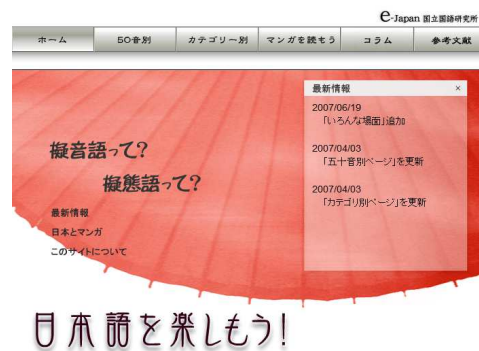 e-Japan 国立国語研究所
ホーム 50音別 カテゴリー別 マンガを読もう コラム 参考文献
最新情報 ×
2007/06/19
「いろんな場面」追加
2007/04/03
「五十音別ページ」を更新
2007/04/03
「カテゴリ別ページ」を更新
擬音語って?
擬態語って?
最新情報
日本とマンガ
このサイトについて
日本語を楽しもう!